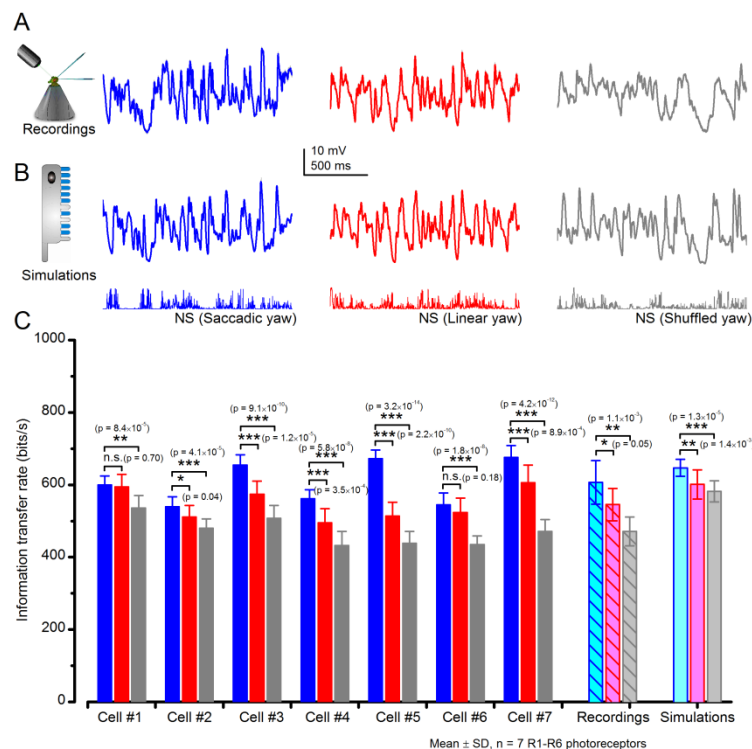 A
Recordings
10 mV
500 ms
B
Simulations
NS (Saccadic yaw)
NS (Linear yaw)
NS (Shuffled yaw)
C
Information transfer rate (bits/s)
1000
800
600
400
200
0
(p = 8.4×10⁻⁵)
**
n.s. (p = 0.70)
(p = 4.1×10⁻⁵)
***
* (p = 0.04)
(p = 9.1×10⁻¹⁰)
***
*** (p = 1.2×10⁻⁵)
(p = 5.8×10⁻⁸)
***
*** (p = 3.5×10⁻⁴)
(p = 3.2×10⁻¹⁴)
***
*** (p = 2.2×10⁻¹⁰)
(p = 1.8×10⁻⁸)
***
n.s. (p = 0.18)
(p = 4.2×10⁻¹²)
***
*** (p = 8.9×10⁻⁴)
(p = 1.1×10⁻³)
**
* (p = 0.05)
(p = 1.3×10⁻⁵)
***
** (p = 1.4×10⁻³
Cell #1 Cell #2 Cell #3 Cell #4 Cell #5 Cell #6 Cell #7 Recordings Simulations
Mean ± SD, n = 7 R1-R6 photoreceptors